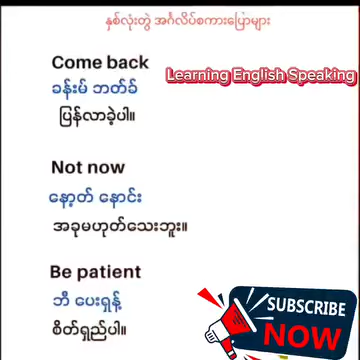 နှစ်လုံးတွဲ အင်္ဂလိပ်စကားပြောများ
Come back
Learning English Speaking
ခန်းမ် ဘတ်ခ်
ပြန်လာခဲ့ပါ။
Not now
နော့တ် နောင်း
အခုမဟုတ်သေးဘူး။
Be patient
ဘီ ပေးရှန့်
စိတ်ရှည်ပါ။
SUBSCRIBE
NOW